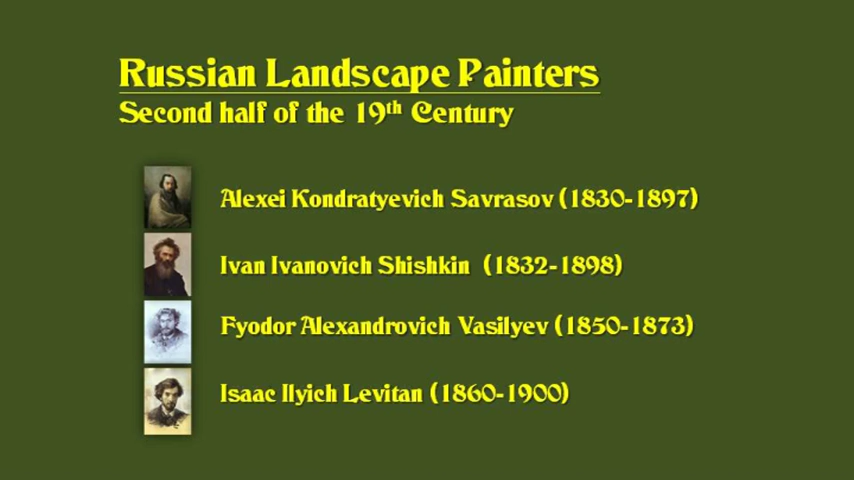 Russian Landscape Painters
Second half of the 19th Century
Alexei Kondratyevich Savrasov (1830-1897)
Ivan Ivanovich Shishkin (1832-1898)
Fyodor Alexandrovich Vasilyev (1850-1873)
Isaac Ilyich Levitan (1860-1900)